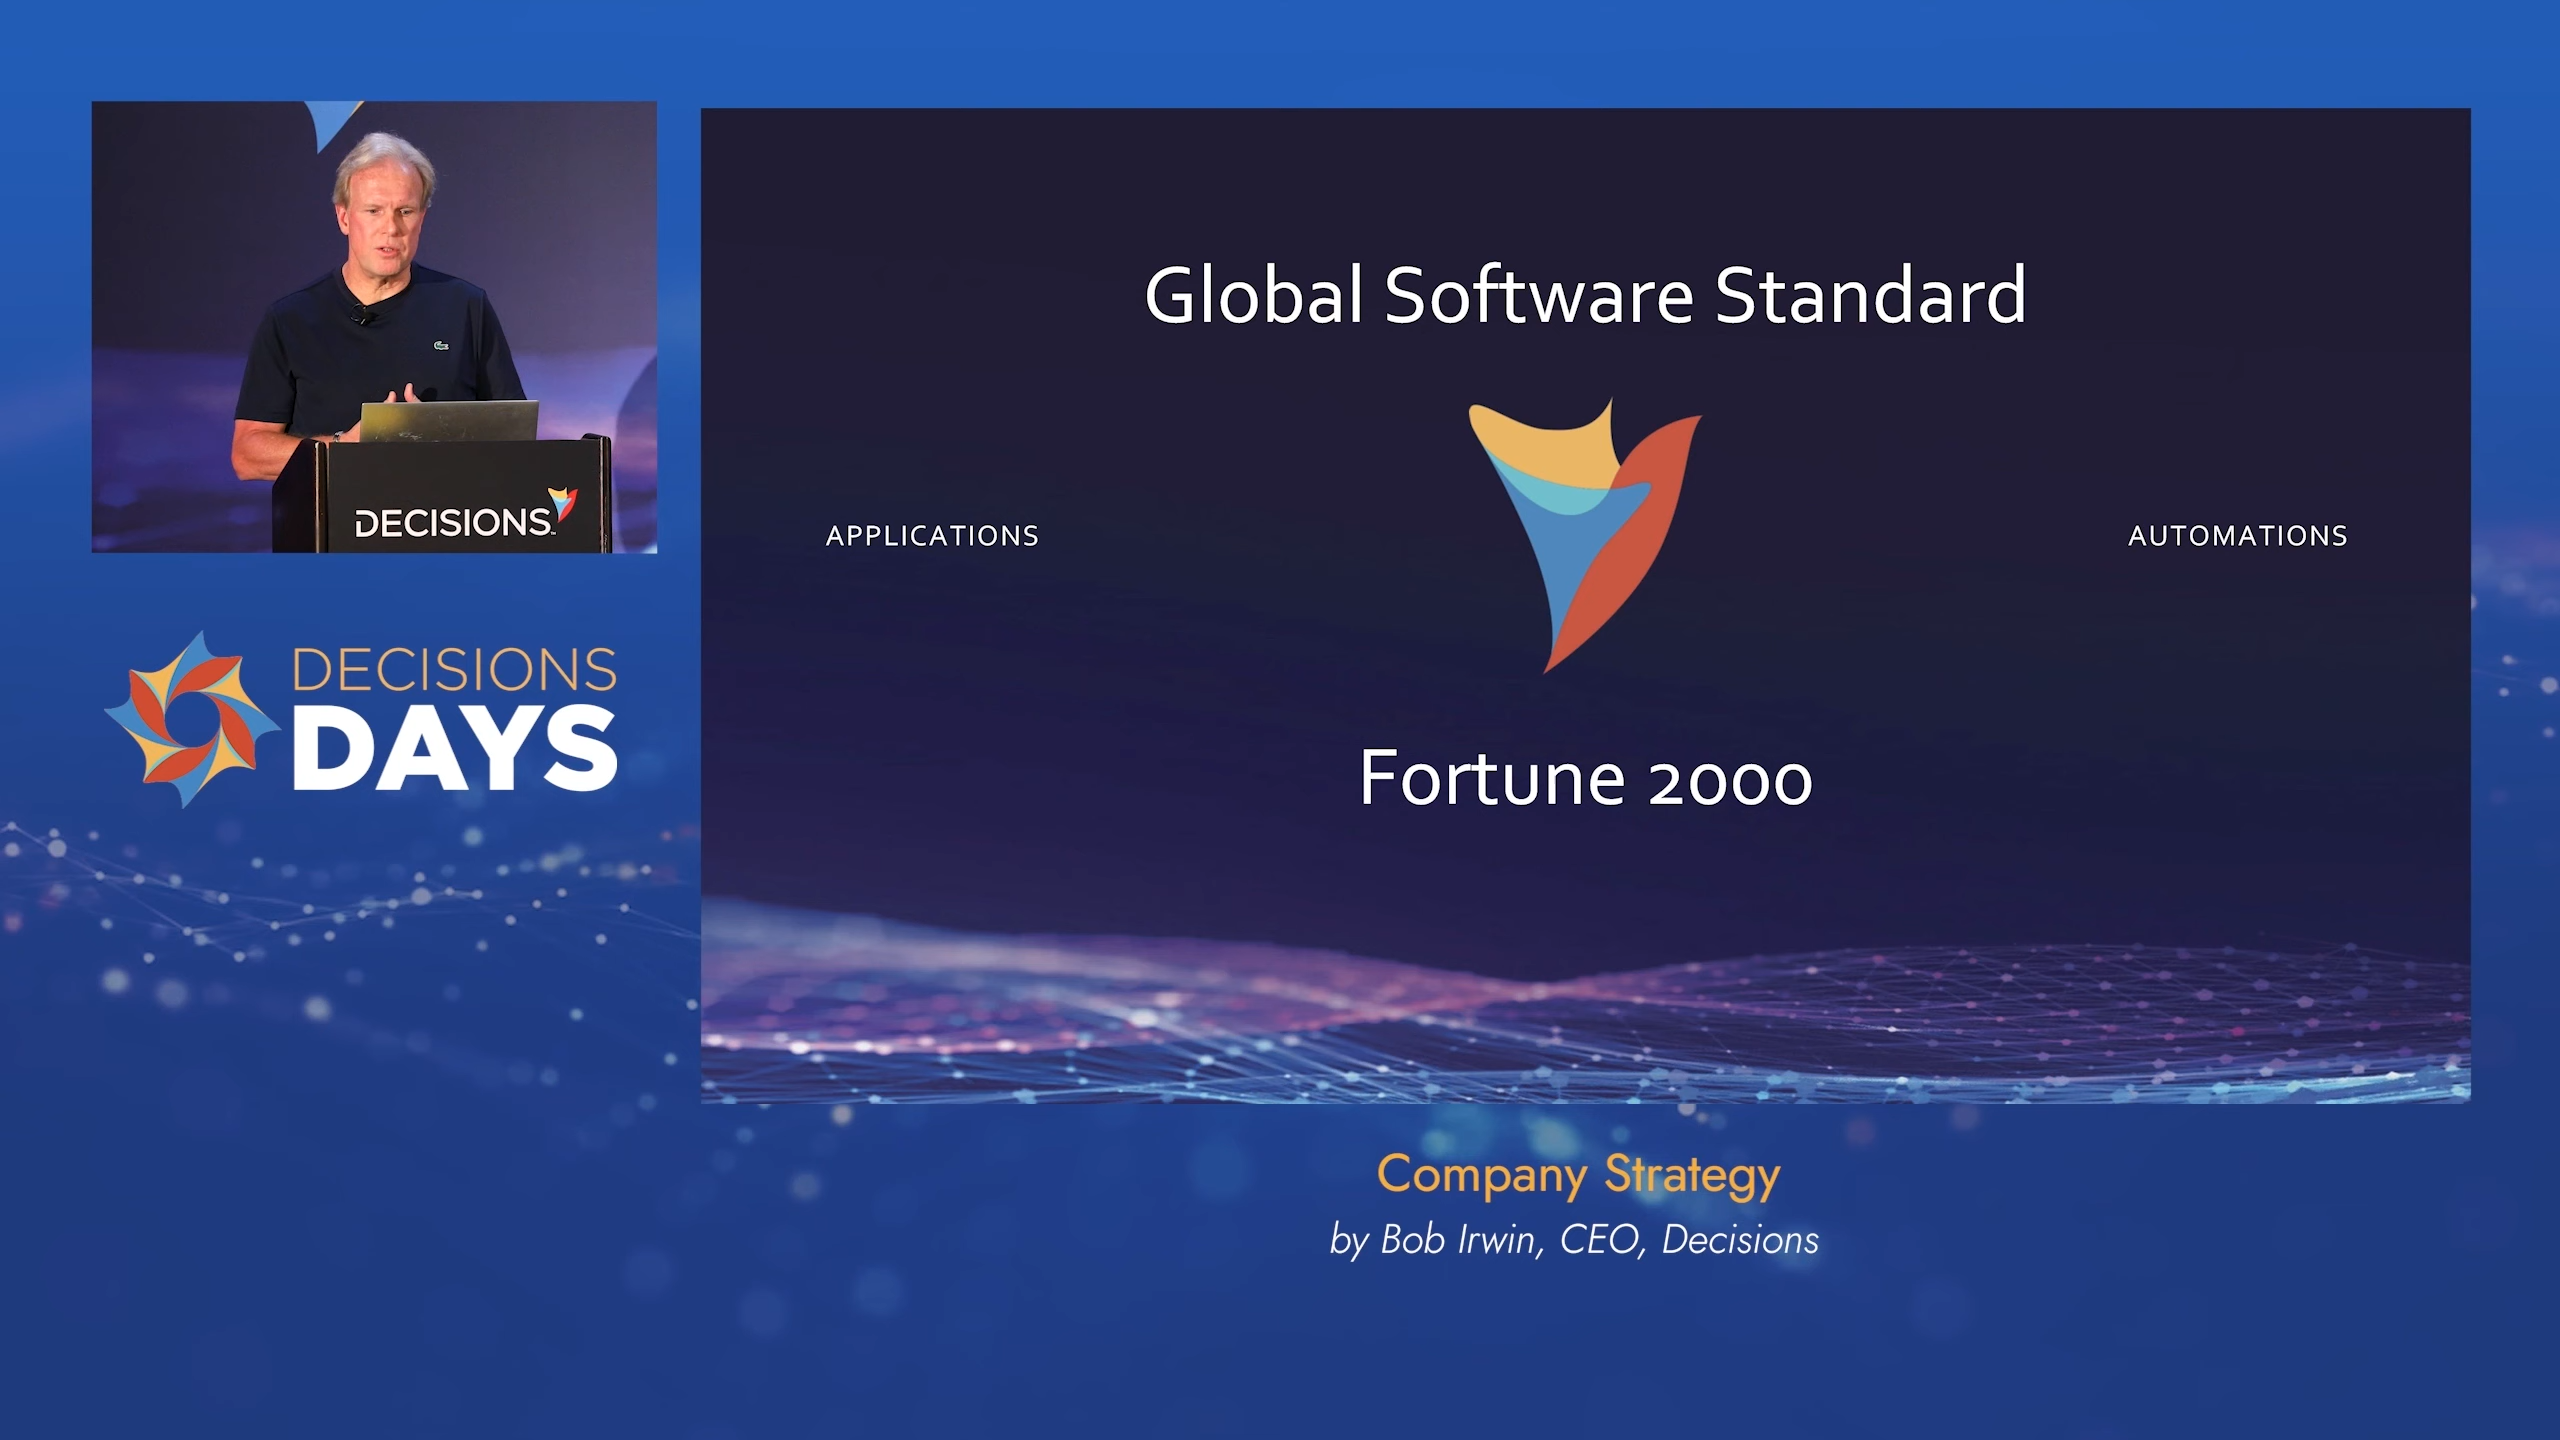 DECISIONS
DECISIONS
DAYS
Global Software Standard
APPLICATIONS
AUTOMATIONS
Fortune 2000
Company Strategy
by Bob Irwin, CEO, Decisions